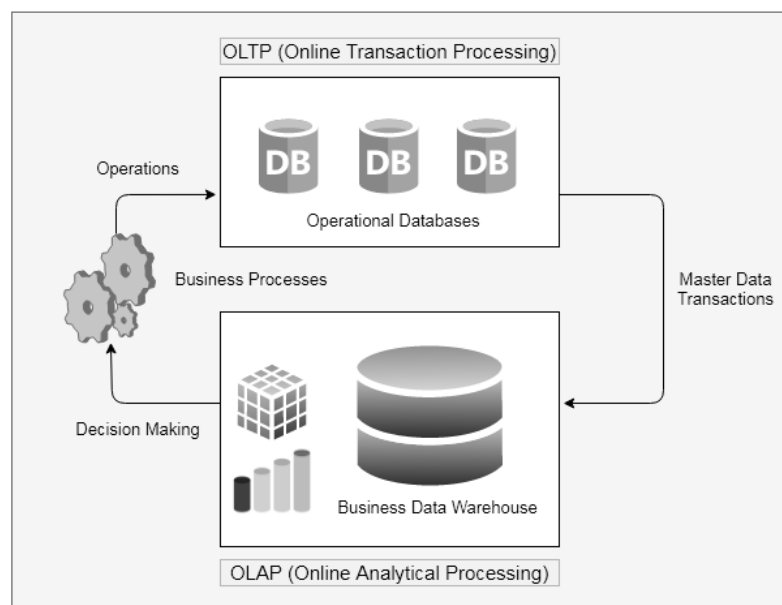 OLTP (Online Transaction Processing)
DB
DB
DB
Operational Databases
Operations
Business Processes
Master Data
Transactions
Decision Making
Business Data Warehouse
OLAP (Online Analytical Processing)